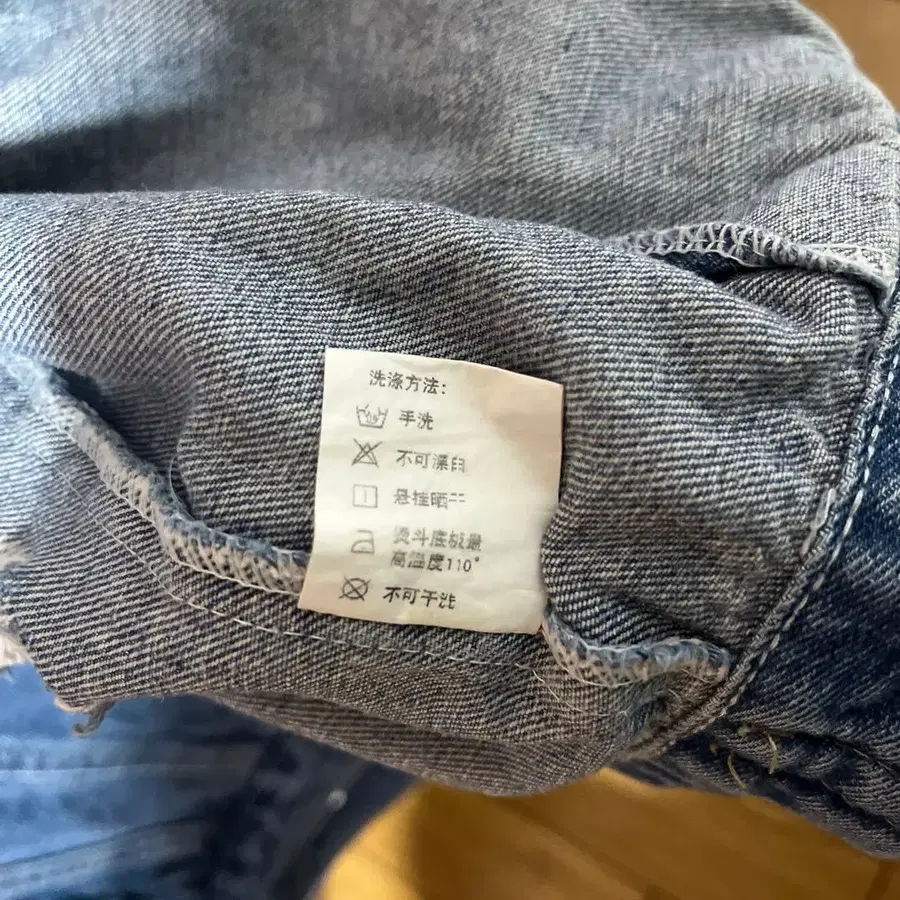 洗涤方法:
手洗
不可漂白
悬挂晒干
烫斗底板最
高温度110°
不可干洗